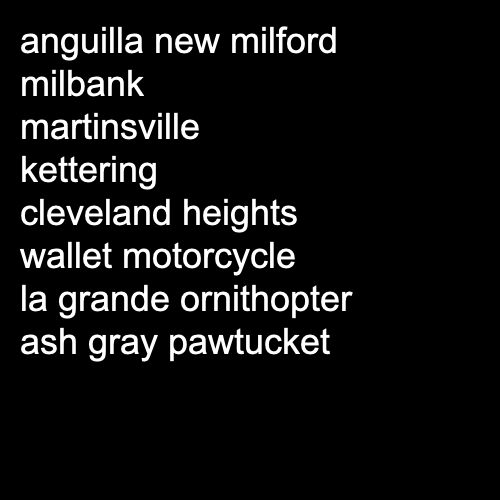 anguilla new milford
milbank
martinsville
kettering
cleveland heights
wallet motorcycle
la grande ornithopter
ash gray pawtucket